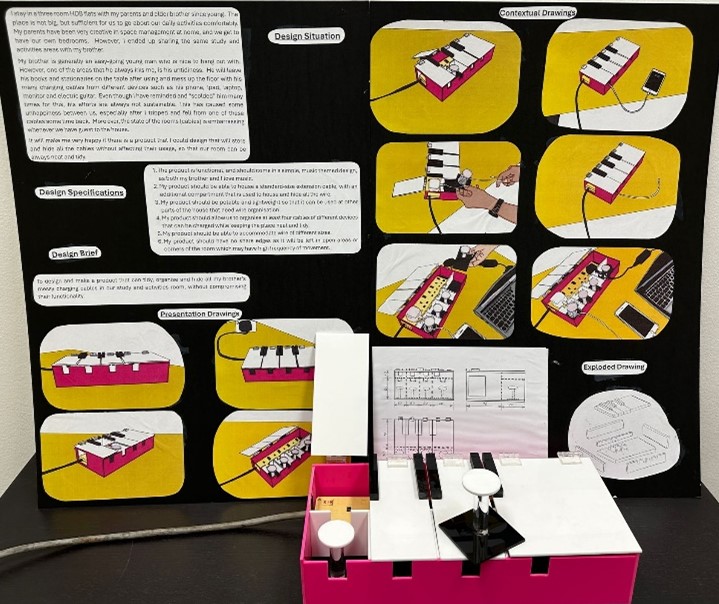 I stay in a three room HDB flats with my parents and elder brother since young. The
place is not big, but sufficient for us to go about our daily activities comfortably.
My parents have been very creative in space management at home, and we get to
have our own bedrooms. However, I ended up sharing the same study and
activities areas with my brother.
My brother is generally an easy-going young man who is nice to hang out with.
However, one of the areas that he always irks me, is his untidiness. He will leave
his books and stationaries on the table after using and mess up the floor with his
many charging cables from different devices such as his phone, ipad, laptop,
monitor and electric guitar. Even though I have reminded and "scolded" him many
times for this, his efforts are always not sustainable. This has caused some
unhappiness between us, especially after I tripped and fell from one of these
cables some time back. Moreover, the state of the rooms (cables) is embarrassing
whenever we have guest to the house.
It will make me very happy if there is a product that I could design that will store
and hide all the cables without affecting their usage, so that our room can be
always neat and tidy.
Design Situation
Design Specifications
1. The product is functional, and should come in a simple, music themed design,
as both my brother and I love music.
2. My product should be able to house a standard-size extension cable, with an
additional compartment that is used to house and hide all the wire.
3. My product should be portable and lightweight so that it can be used at other
parts of the house that need wire organisation.
4. My product should allow us to organise at least four cables of different devices
that can be charged while keeping the place neat and tidy.
5. My product should be able to accommodate wire of different sizes.
6. My product should have no sharp edges as it will be left in open areas or
corners of the room which may have high frequency of movement.
Design Brief
To design and make a product that can tidy, organise and hide all my brother's
messy charging cables in our study and activities room, without compromising
their functionality.
Presentation Drawings
Contextual Drawings
Exploded Drawing